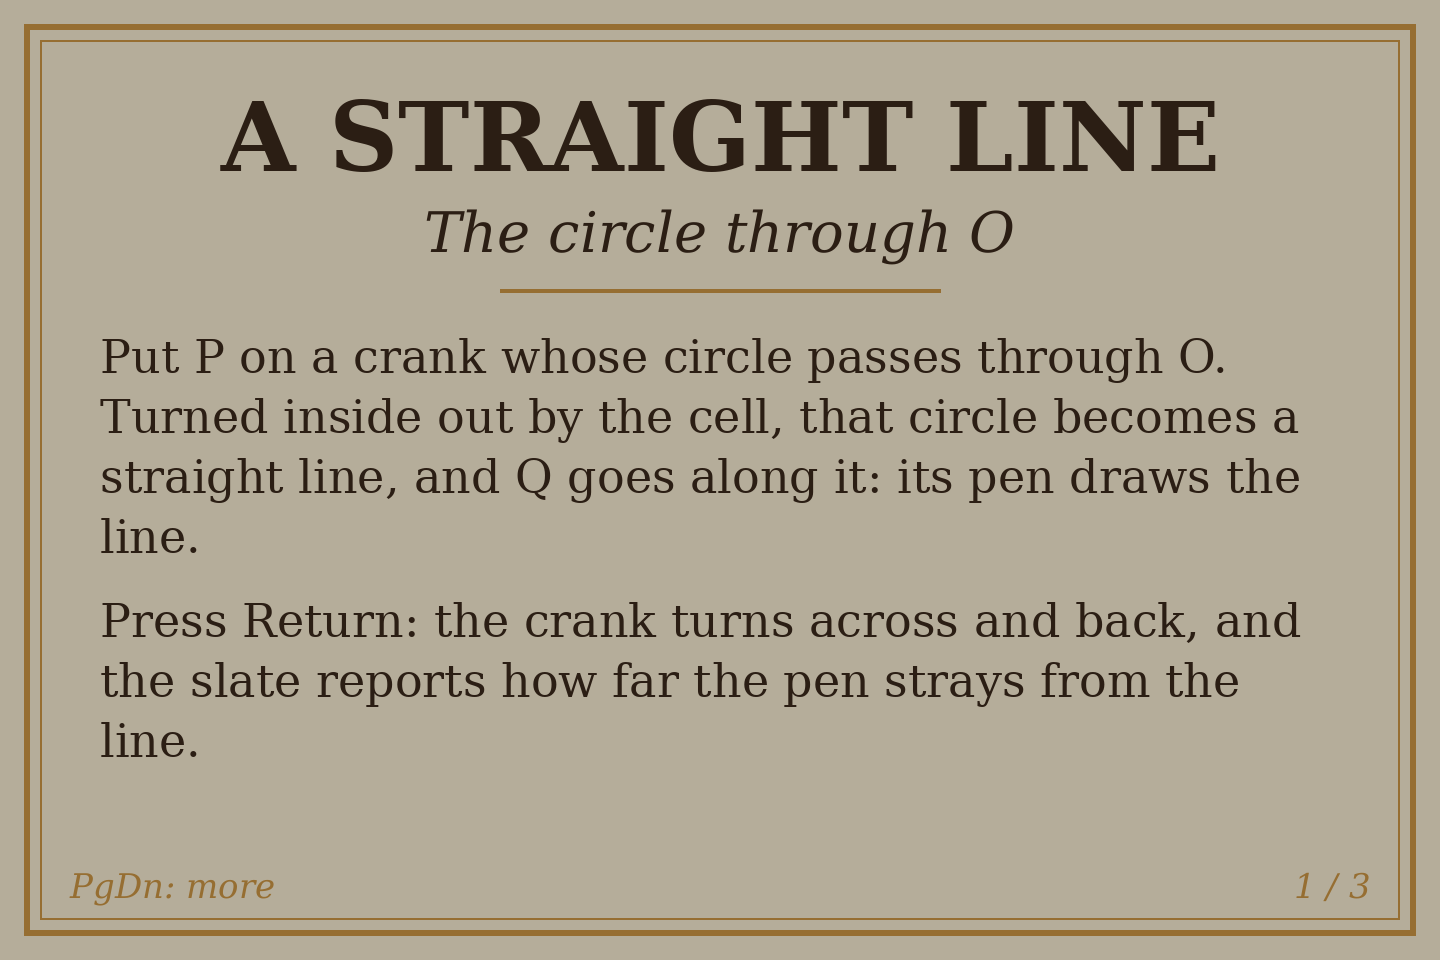 A STRAIGHT LINE
The circle through O
Put P on a crank whose circle passes through O.
Turned inside out by the cell, that circle becomes a
straight line, and Q goes along it: its pen draws the
line.
Press Return: the crank turns across and back, and
the slate reports how far the pen strays from the
line.
PgDn: more
1 / 3